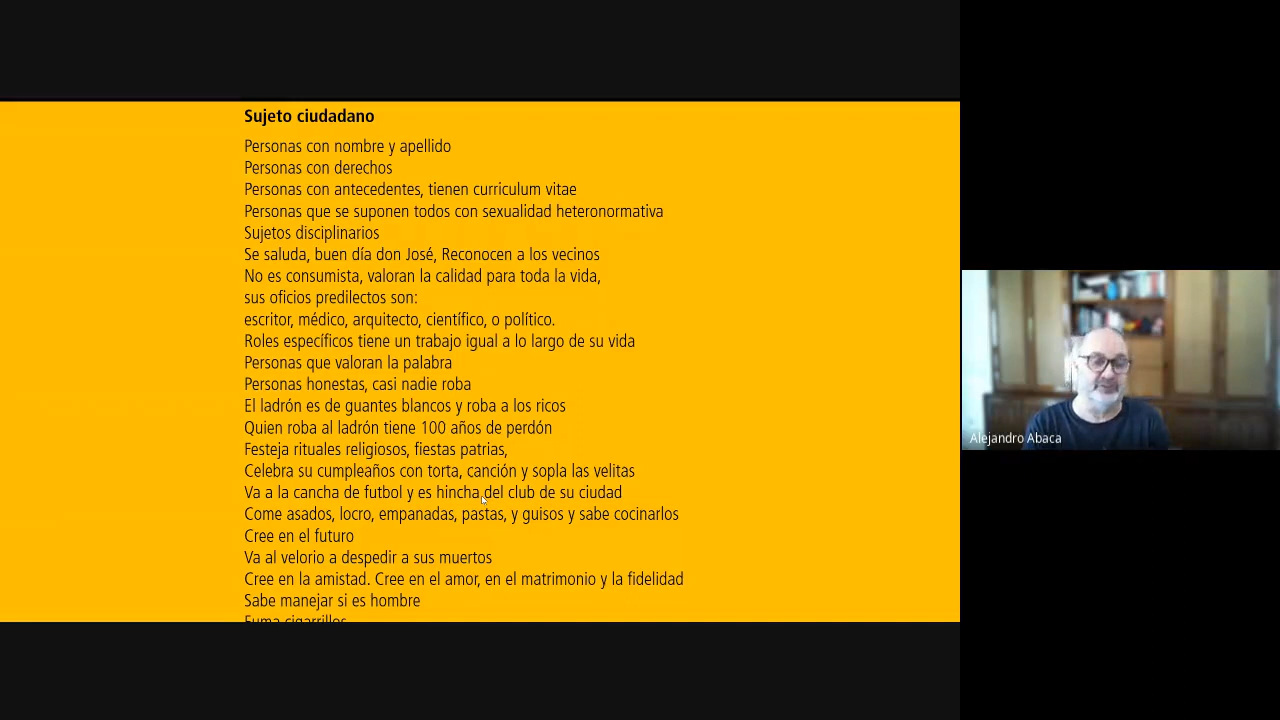 Sujeto ciudadano
Personas con nombre y apellido
Personas con derechos
Personas con antecedentes, tienen curriculum vitae
Personas que se suponen todos con sexualidad heteronormativa
Sujetos disciplinarios
Se saluda, buen día don José, Reconocen a los vecinos
No es consumista, valoran la calidad para toda la vida,
sus oficios predilectos son:
escritor, médico, arquitecto, científico, o político.
Roles específicos tiene un trabajo igual a lo largo de su vida
Personas que valoran la palabra
Personas honestas, casi nadie roba
El ladrón es de guantes blancos y roba a los ricos
Quien roba al ladrón tiene 100 años de perdón
Festeja rituales religiosos, fiestas patrias,
Celebra su cumpleaños con torta, canción y sopla las velitas
Va a la cancha de futbol y es hincha del club de su ciudad
Come asados, locro, empanadas, pastas, y guisos y sabe cocinarlos
Cree en el futuro
Va al velorio a despedir a sus muertos
Cree en la amistad. Cree en el amor, en el matrimonio y la fidelidad
Sabe manejar si es hombre
Fuma cigarrillos
Alejandro Abaca